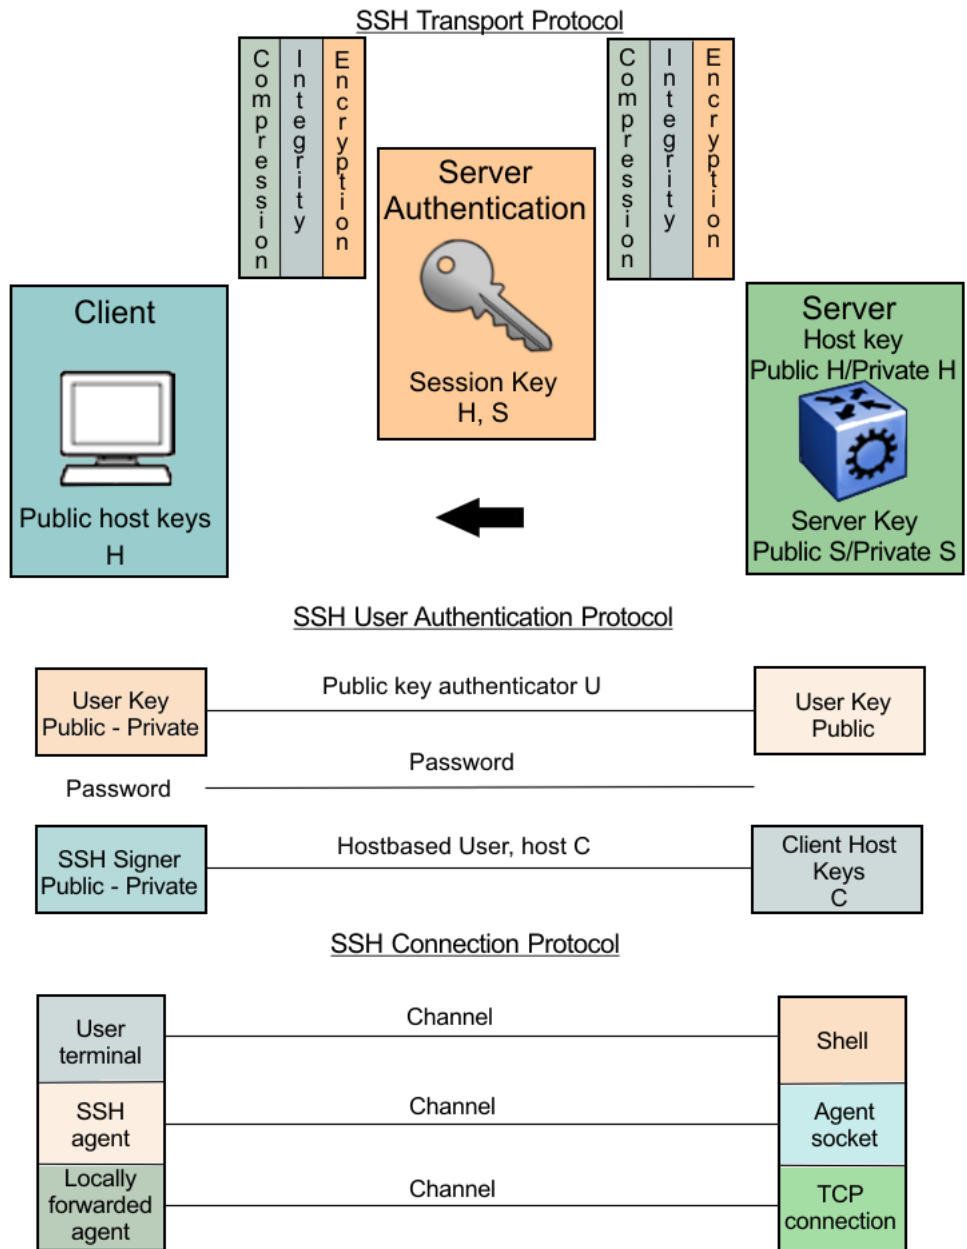 SSH Transport Protocol
Compression
Integrity
Encryption
Compression
Integrity
Encryption
Server
Authentication
Session Key
H, S
Client
Public host keys
H
Server
Host key
Public H/Private H
Server Key
Public S/Private S
SSH User Authentication Protocol
User Key
Public - Private
Public key authenticator U
User Key
Public
Password
Password
SSH Signer
Public - Private
Hostbased User, host C
Client Host
Keys
C
SSH Connection Protocol
User
terminal
Channel
Shell
SSH
agent
Channel
Agent
socket
Locally
forwarded
agent
Channel
TCP
connection